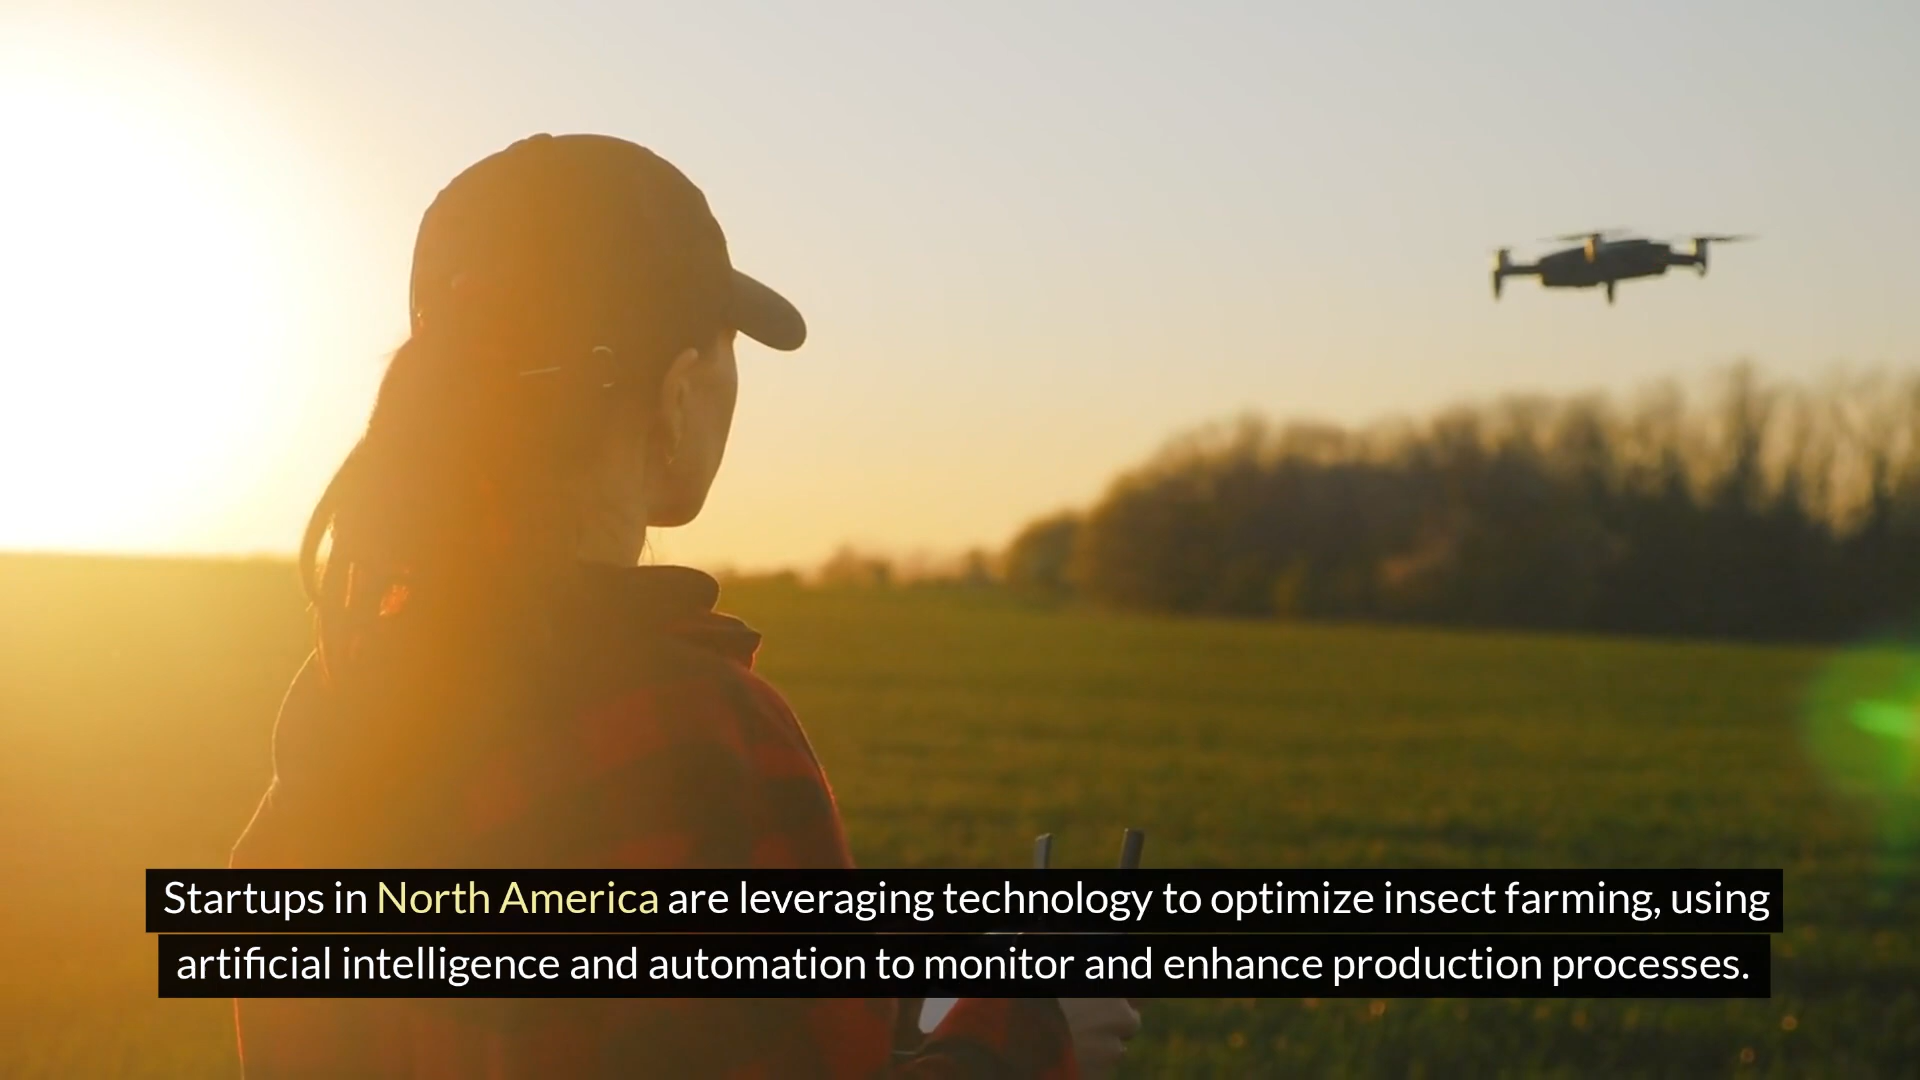 Startups in North America are leveraging technology to optimize insect farming, using
artificial intelligence and automation to monitor and enhance production processes.